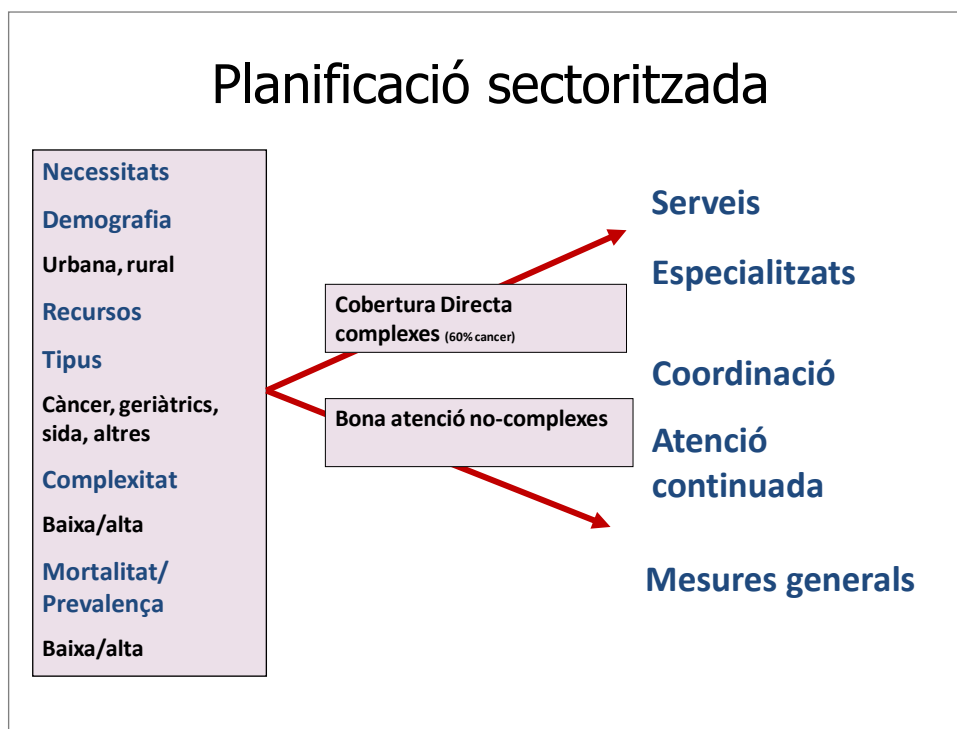 Planificació sectoritzada
Necessitats
Demografia
Urbana, rural
Recursos
Tipus
Càncer, geriàtrics,
sida, altres
Complexitat
Baixa/alta
Mortalitat/
Prevalença
Baixa/alta
Cobertura Directa
complexes (60% cancer)
Bona atenció no-complexes
Serveis
Especialitzats
Coordinació
Atenció
continuada
Mesures generals